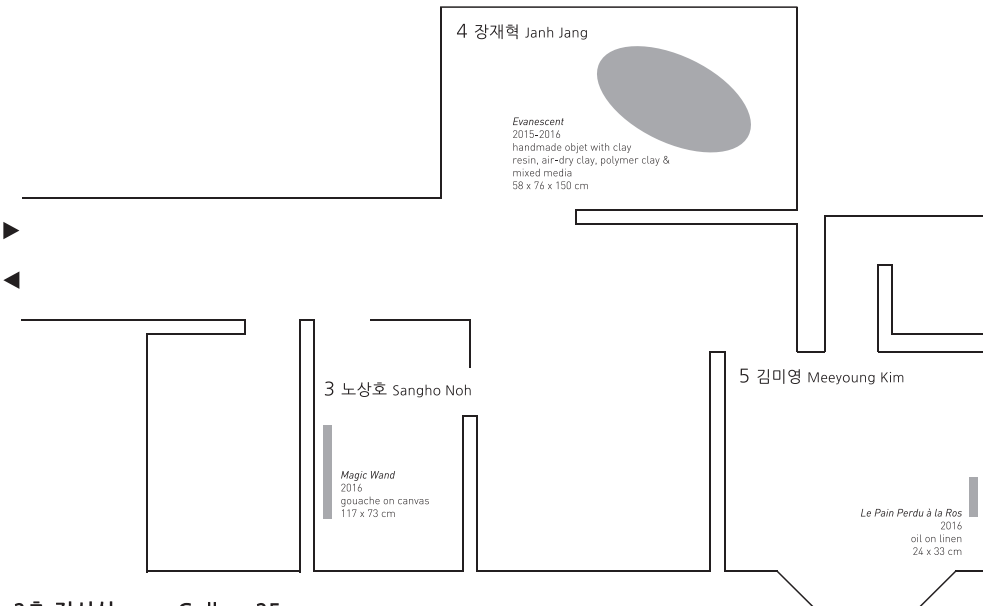 4 장재혁 Janh Jang
Evanescent
2015-2016
handmade objet with clay
resin, air-dry clay, polymer clay &
mixed media
58 x 76 x 150 cm
3 노상호 Sangho Noh
Magic Wand
2016
gouache on canvas
117 x 73 cm
5 김미영 Meeyoung Kim
Le Pain Perdu à la Ros
2016
oil on linen
24 x 33 cm